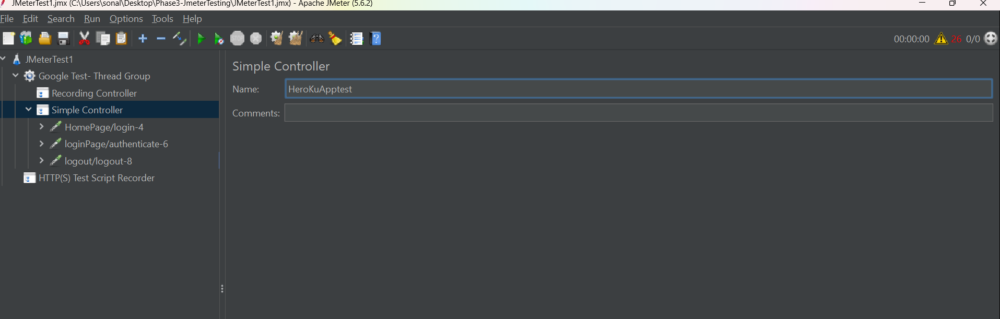 JMeterTest1.jmx (C:\Users\sonal\Desktop\Phase3-JmeterTesting\JMeterTest1.jmx) - Apache JMeter (5.6.2)
File Edit Search Run Options Tools Help
STOP 00:00:00 26 0/0
JMeterTest1
Google Test- Thread Group
Recording Controller
Simple Controller
HomePage/login-4
loginPage/authenticate-6
logout/logout-8
HTTP(S) Test Script Recorder
Simple Controller
Name: HeroKuApptest
Comments: